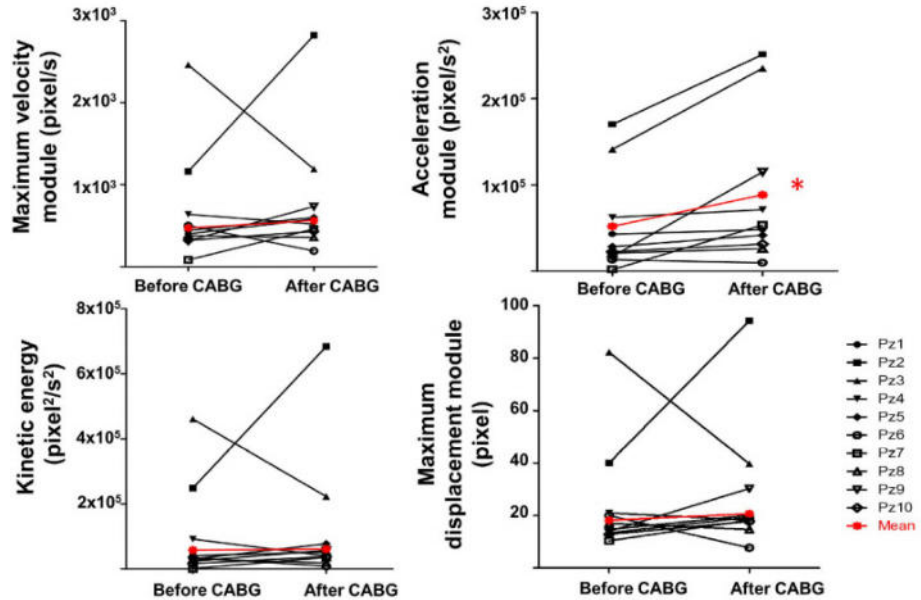 Maximum velocity
module (pixel/s)
3x10³
2x10³
1x10³
Before CABG After CABG
Acceleration
module (pixel/s²)
3x10⁵
2x10⁵
1x10⁵
*
Before CABG After CABG
Kinetic energy
(pixel²/s²)
8x10⁵
6x10⁵
4x10⁵
2x10⁵
Before CABG After CABG
Maximum
displacement module
(pixel)
100
80
60
40
20
Before CABG After CABG
Pz1
Pz2
Pz3
Pz4
Pz5
Pz6
Pz7
Pz8
Pz9
Pz10
Mean